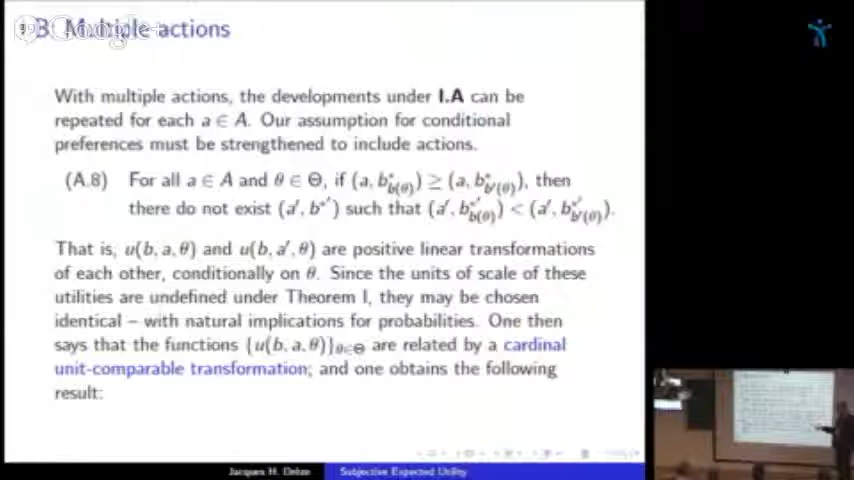 B: Multiple actions
Google+
With multiple actions, the developments under I.A can be
repeated for each a ∈ A. Our assumption for conditional
preferences must be strengthened to include actions.
(A.8) For all a ∈ A and θ ∈ Θ, if (a, b*_{b(θ)}) ≥ (a, b*_{b′(θ)}), then
there do not exist (a′, b*′) such that (a′, b*′_{b(θ)}) < (a′, b*′_{b′(θ)}).
That is, u(b, a, θ) and u(b, a′, θ) are positive linear transformations
of each other, conditionally on θ. Since the units of scale of these
utilities are undefined under Theorem I, they may be chosen
identical – with natural implications for probabilities. One then
says that the functions {u(b, a, θ)}_{θ∈Θ} are related by a cardinal
unit-comparable transformation; and one obtains the following
result:
Jacques H. Drèze Subjective Expected Utility